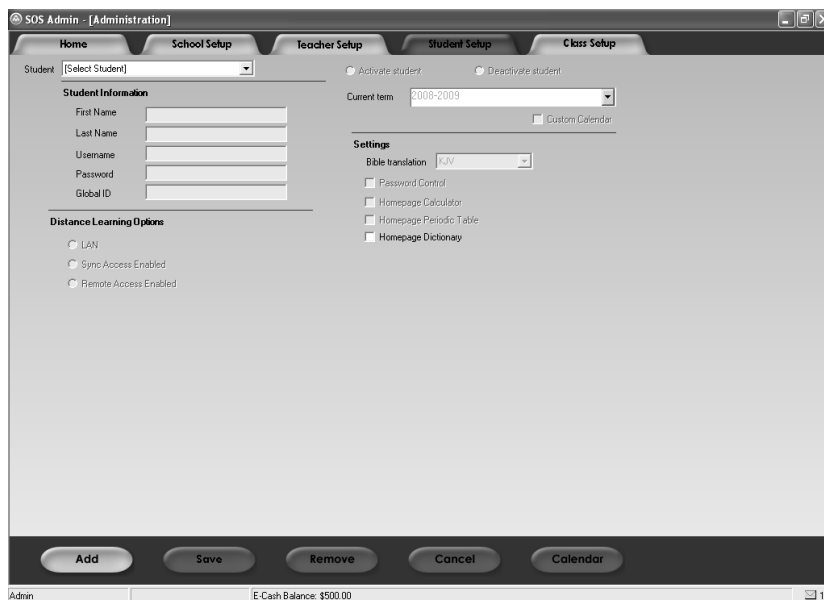 SOS Admin - [Administration]
Home School Setup Teacher Setup Student Setup Class Setup
Student [Select Student]
Activate student Deactivate student
Student Information
First Name
Last Name
Username
Password
Global ID
Current term 2008-2009
Custom Calendar
Settings
Bible translation KJV
Password Control
Homepage Calculator
Homepage Periodic Table
Homepage Dictionary
Distance Learning Options
LAN
Sync Access Enabled
Remote Access Enabled
Add Save Remove Cancel Calendar
Admin E-Cash Balance: $500.00 1